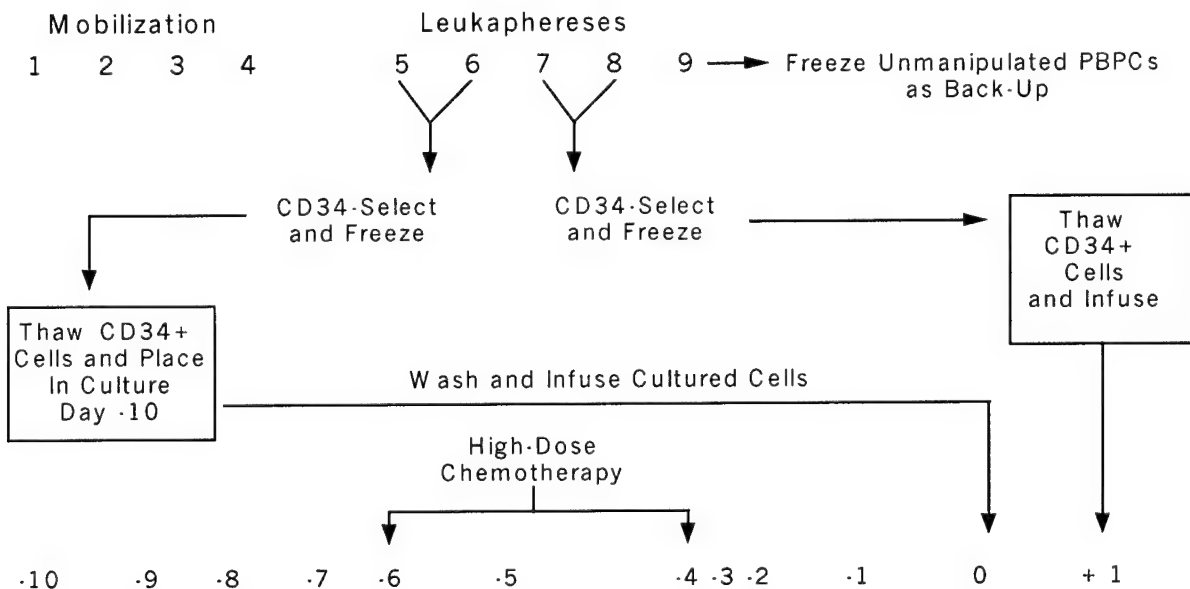 Mobilization Leukaphereses
1 2 3 4 5 6 7 8 9 Freeze Unmanipulated PBPCs
as Back-Up
CD34-Select
and Freeze
CD34-Select
and Freeze
Thaw
CD34+
Cells
and Infuse
Thaw CD34+
Cells and Place
In Culture
Day -10
Wash and Infuse Cultured Cells
High-Dose
Chemotherapy
-10 -9 -8 -7 -6 -5 -4 -3 -2 -1 0 +1